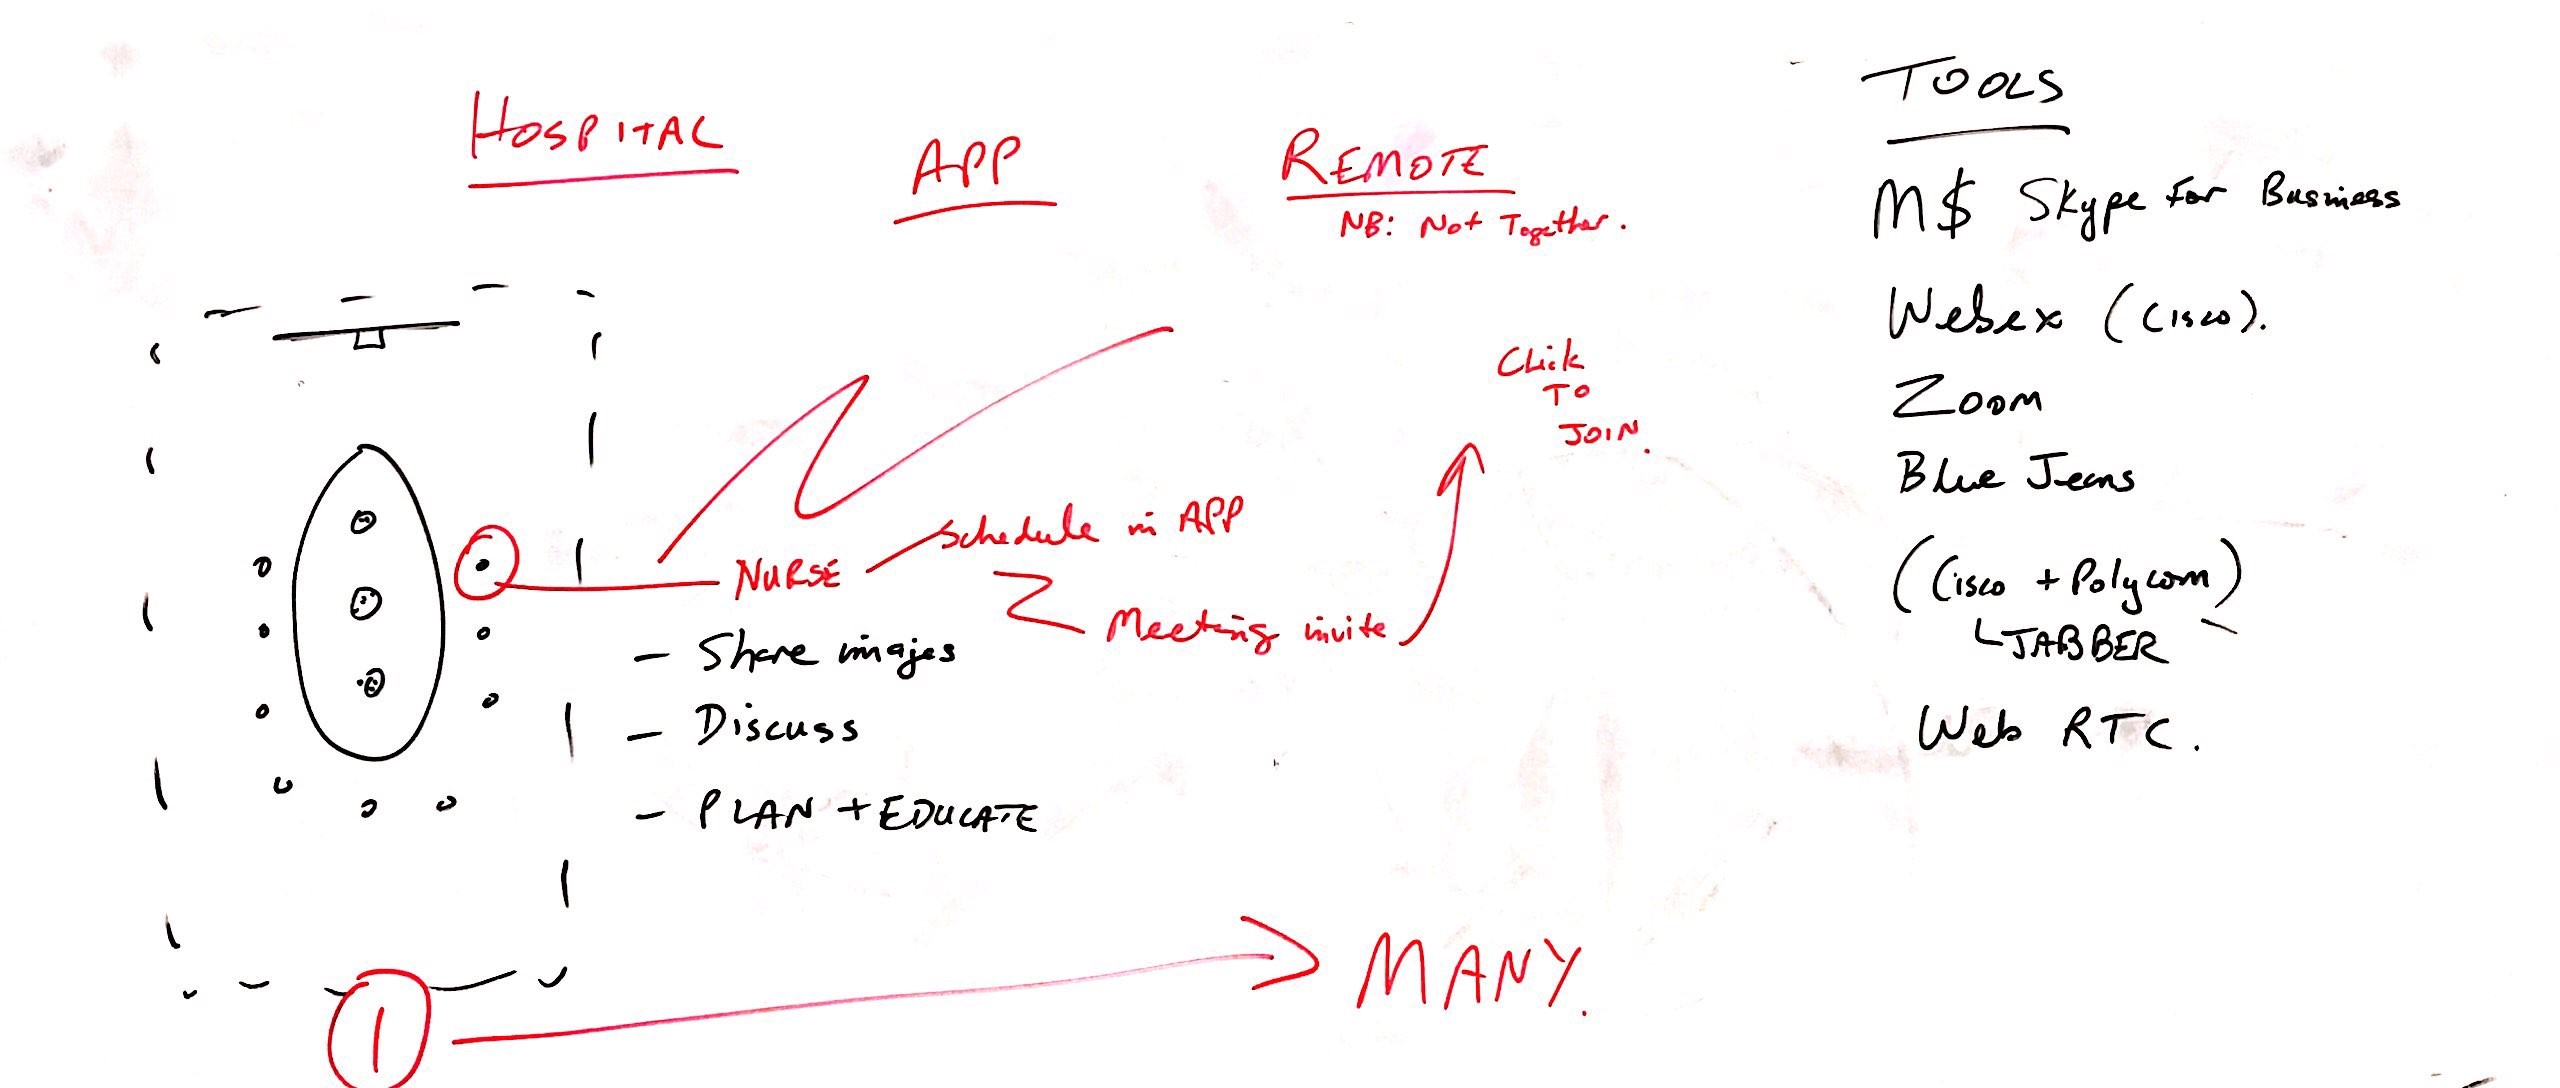 HOSPITAL
APP
REMOTE
NB: Not Together.
Click
TO
JOIN.
NURSE
Schedule in APP
Meeting invite
- Share images
- Discuss
- PLAN + EDUCATE
1
MANY.
TOOLS
M$ Skype For Business
Webex (Cisco).
Zoom
Blue Jeans
(Cisco + Polycom)
JABBER
Web RTC.